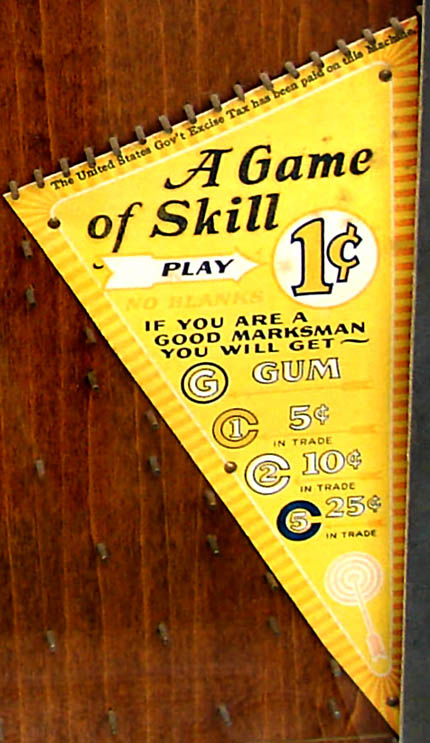 The United States Gov't Excise Tax has been paid on this Machine.
A Game
of Skill
PLAY 1¢
NO BLANKS
IF YOU ARE A
GOOD MARKSMAN
YOU WILL GET~
G GUM
1 5¢
IN TRADE
2 10¢
IN TRADE
5 25¢
IN TRADE